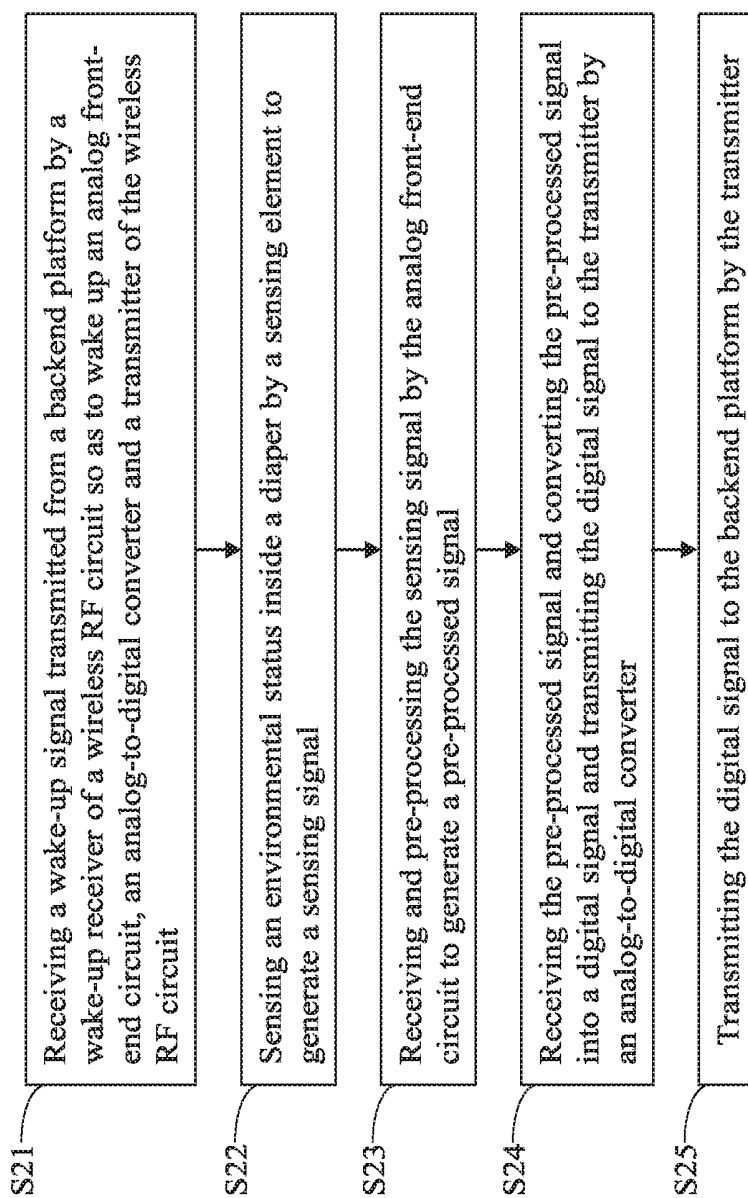 S21
Receiving a wake-up signal transmitted from a backend platform by a
wake-up receiver of a wireless RF circuit so as to wake up an analog front-
end circuit, an analog-to-digital converter and a transmitter of the wireless
RF circuit
S22
Sensing an environmental status inside a diaper by a sensing element to
generate a sensing signal
S23
Receiving and pre-processing the sensing signal by the analog front-end
circuit to generate a pre-processed signal
S24
Receiving the pre-processed signal and converting the pre-processed signal
into a digital signal and transmitting the digital signal to the transmitter by
an analog-to-digital converter
S25
Transmitting the digital signal to the backend platform by the transmitter